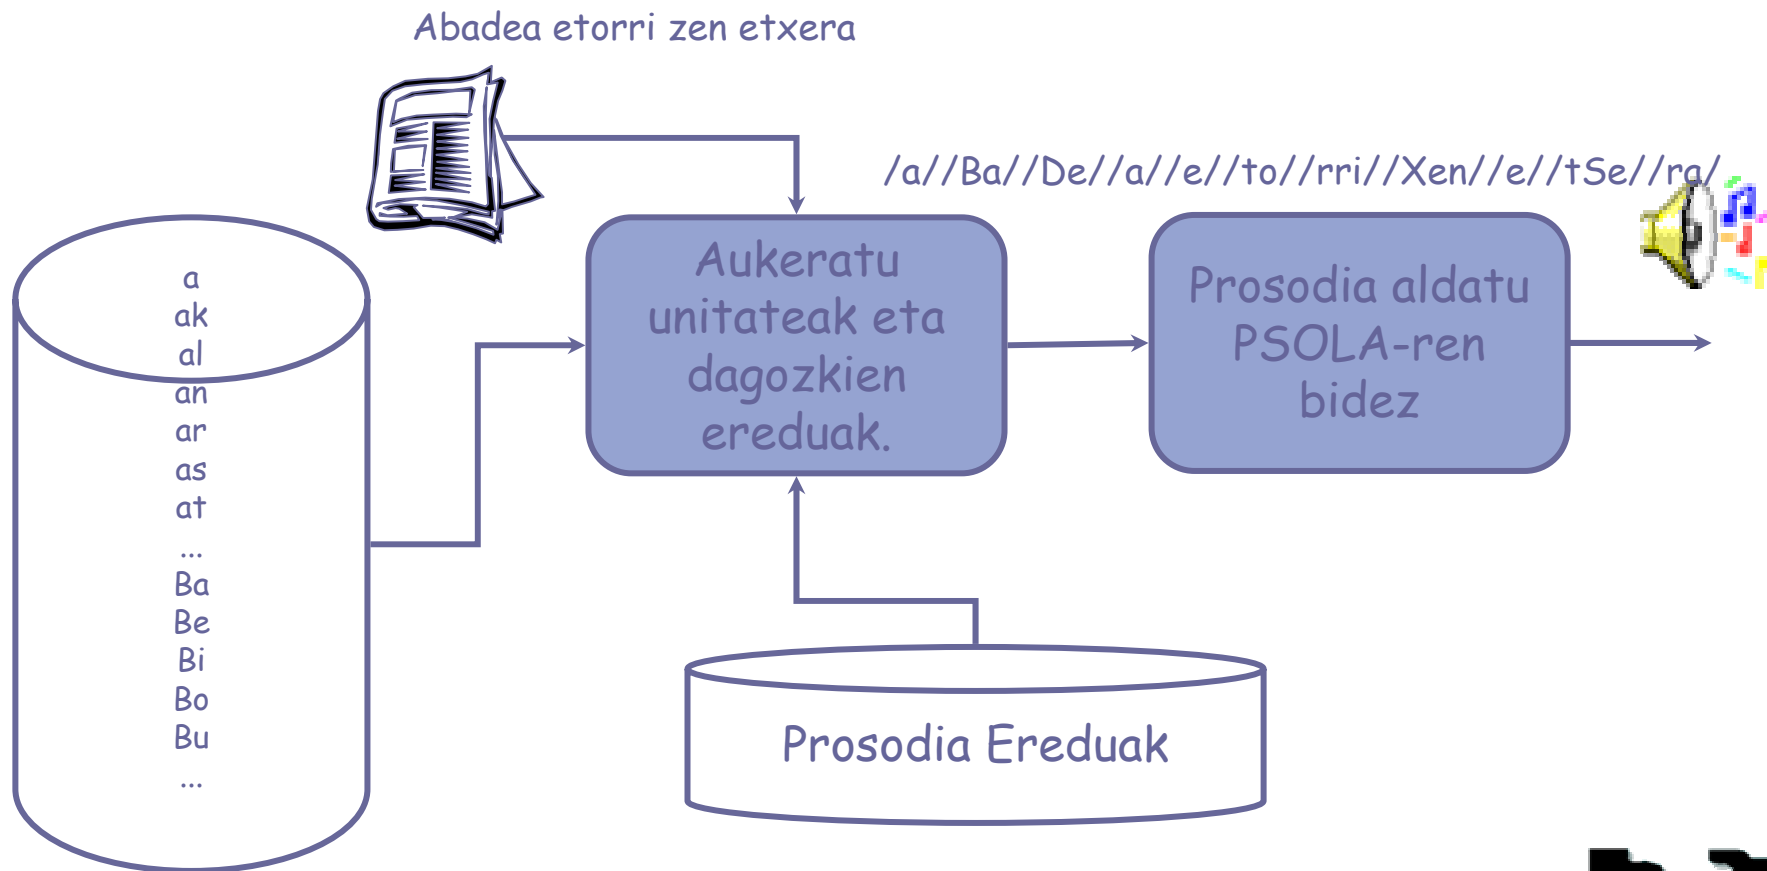 Abadea etorri zen etxera
/a//Ba//De//a//e//to//rri//Xen//e//tSe//ra/
a
ak
al
an
ar
as
at
...
Ba
Be
Bi
Bo
Bu
...
Aukeratu
unitateak eta
dagozkien
ereduak.
Prosodia aldatu
PSOLA-ren
bidez
Prosodia Ereduak